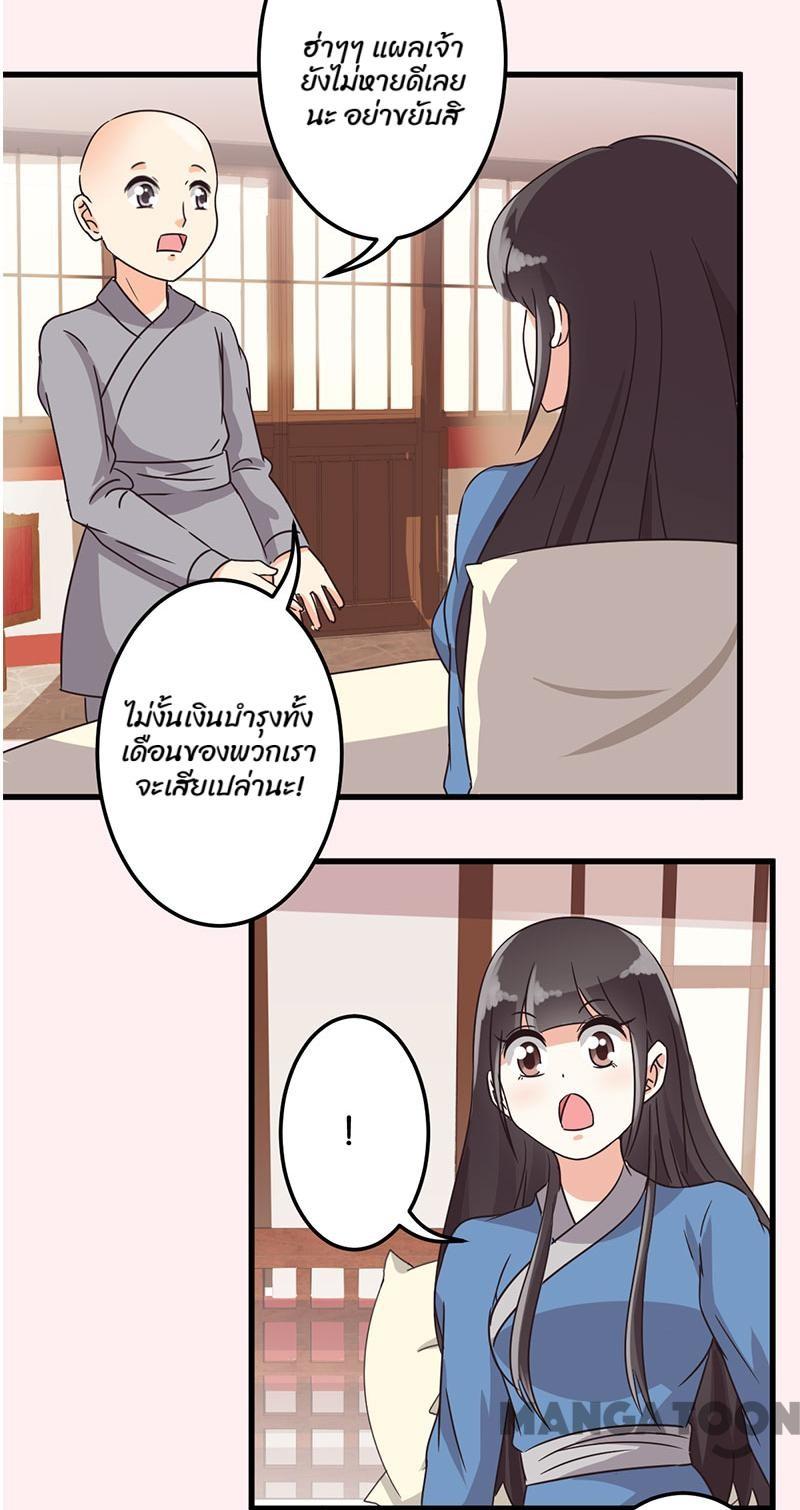 ฮ่าๆๆ แผลเจ้า
ยังไม่หายดีเลย
นะ อย่าขยับสิ
ไม่งั้นเงินบำรุงทั้ง
เดือนของพวกเรา
จะเสียเปล่านะ!
!
MANGATOON